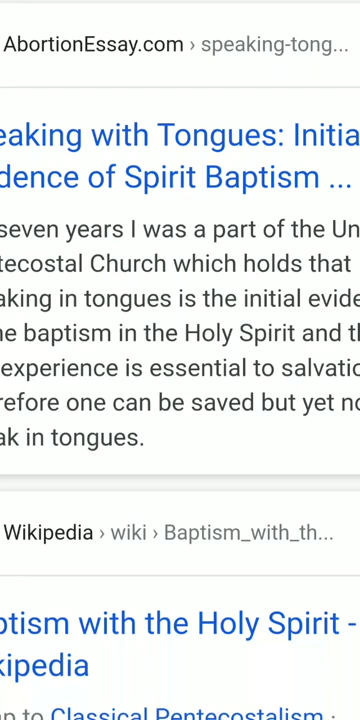 AbortionEssay.com › speaking-tong...
eaking with Tongues: Initia
dence of Spirit Baptism ...
seven years I was a part of the Un
tecostal Church which holds that
aking in tongues is the initial evide
ne baptism in the Holy Spirit and th
experience is essential to salvatio
refore one can be saved but yet no
ak in tongues.
Wikipedia › wiki › Baptism_with_th...
ptism with the Holy Spirit -
kipedia
mp to Classical Pentecostalism ·